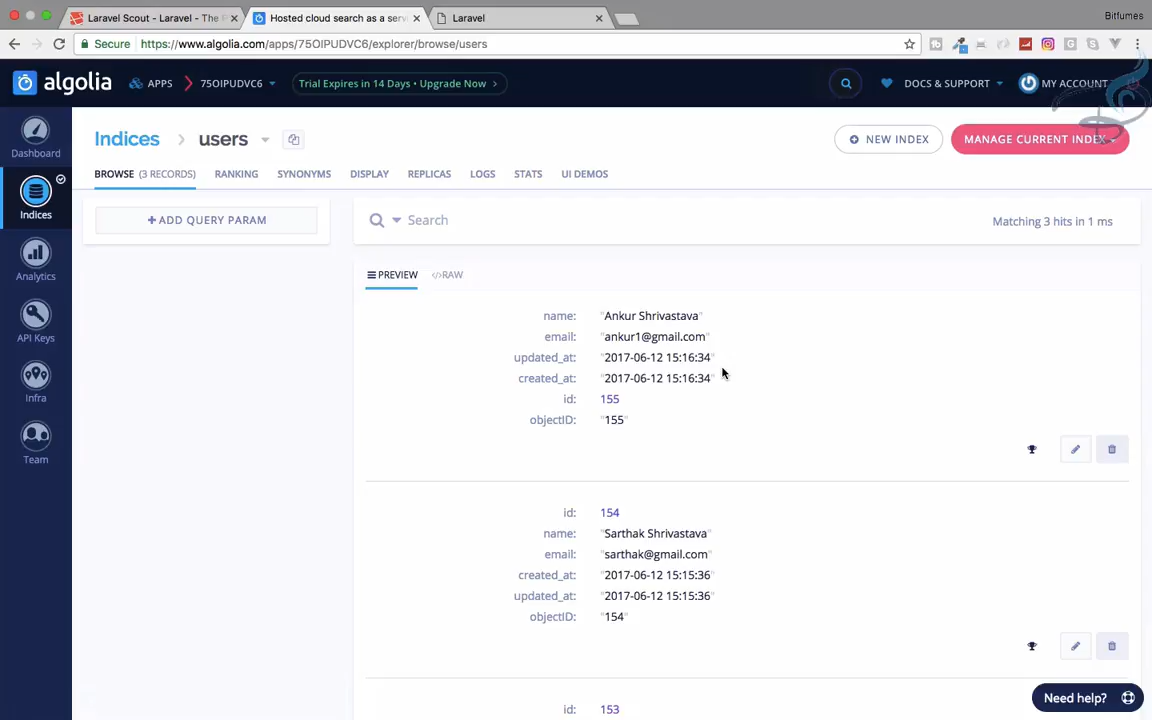 Laravel Scout - Laravel - The P
Hosted cloud search as a serv
Laravel
Bitfumes
Secure
https://www.algolia.com/apps/75OIPUDVC6/explorer/browse/users
algolia
APPS
75OIPUDVC6
Trial Expires in 14 Days • Upgrade Now >
DOCS & SUPPORT
MY ACCOUNT
Dashboard
Indices
Analytics
API Keys
Infra
Team
Indices > users
NEW INDEX
MANAGE CURRENT INDEX
BROWSE (3 RECORDS)
RANKING
SYNONYMS
DISPLAY
REPLICAS
LOGS
STATS
UI DEMOS
+ADD QUERY PARAM
Search
Matching 3 hits in 1 ms
PREVIEW
</>RAW
name: "Ankur Shrivastava"
email: "ankur1@gmail.com"
updated_at: "2017-06-12 15:16:34"
created_at: "2017-06-12 15:16:34"
id: 155
objectID: "155"
id: 154
name: "Sarthak Shrivastava"
email: "sarthak@gmail.com"
created_at: "2017-06-12 15:15:36"
updated_at: "2017-06-12 15:15:36"
objectID: "154"
id: 153
Need help?